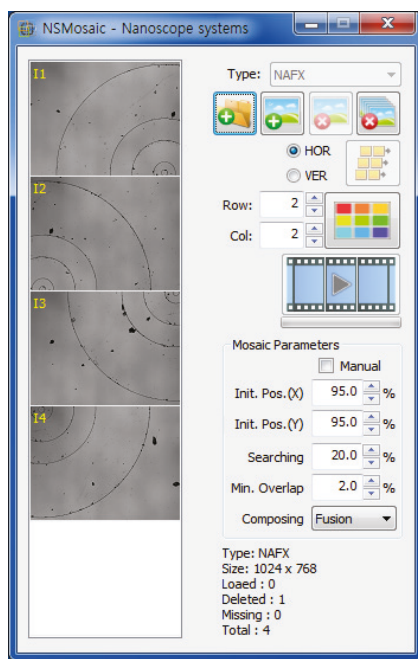 NSMosaic - Nanoscope systems
I1
I2
I3
I4
Type: NAFX
HOR
VER
Row: 2
Col: 2
Mosaic Parameters
Manual
Init. Pos.(X) 95.0 %
Init. Pos.(Y) 95.0 %
Searching 20.0 %
Min. Overlap 2.0 %
Composing Fusion
Type: NAFX
Size: 1024 x 768
Loaed : 0
Deleted : 1
Missing : 0
Total : 4